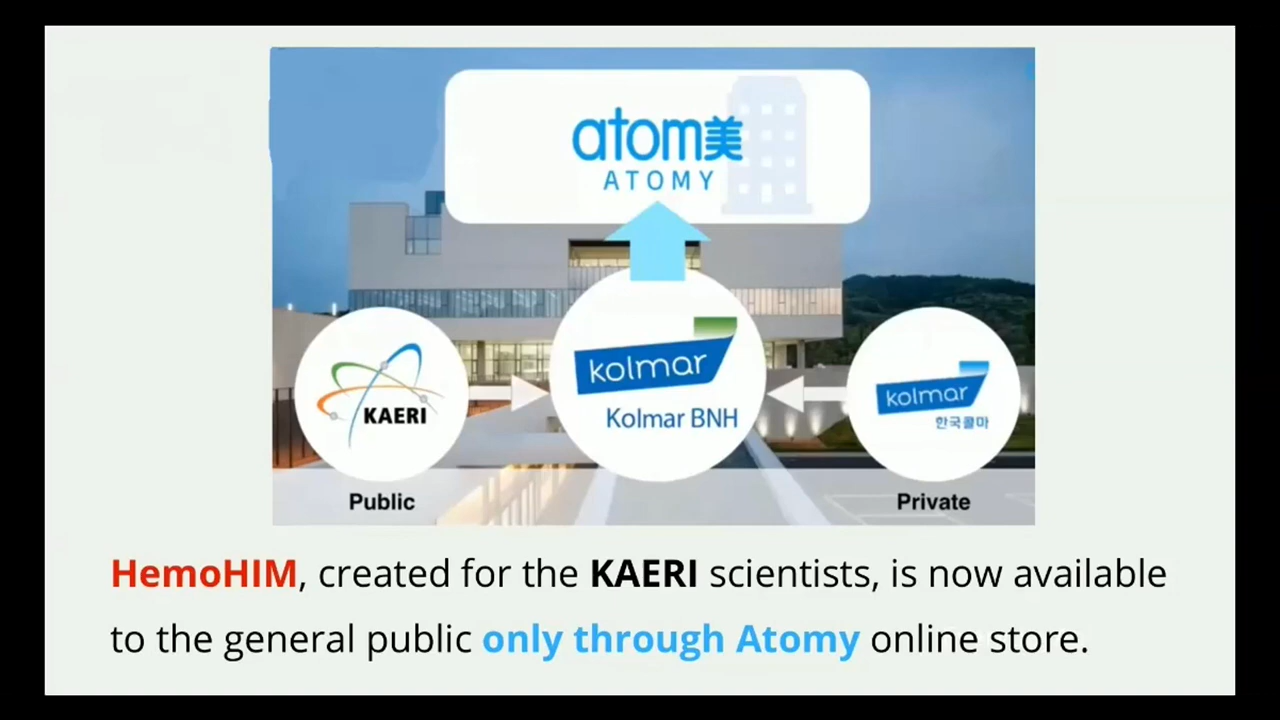 atom美
ATOMY
KAERI
kolmar
Kolmar BNH
kolmar
한국콜마
Public
Private
HemoHIM, created for the KAERI scientists, is now available
to the general public only through Atomy online store.